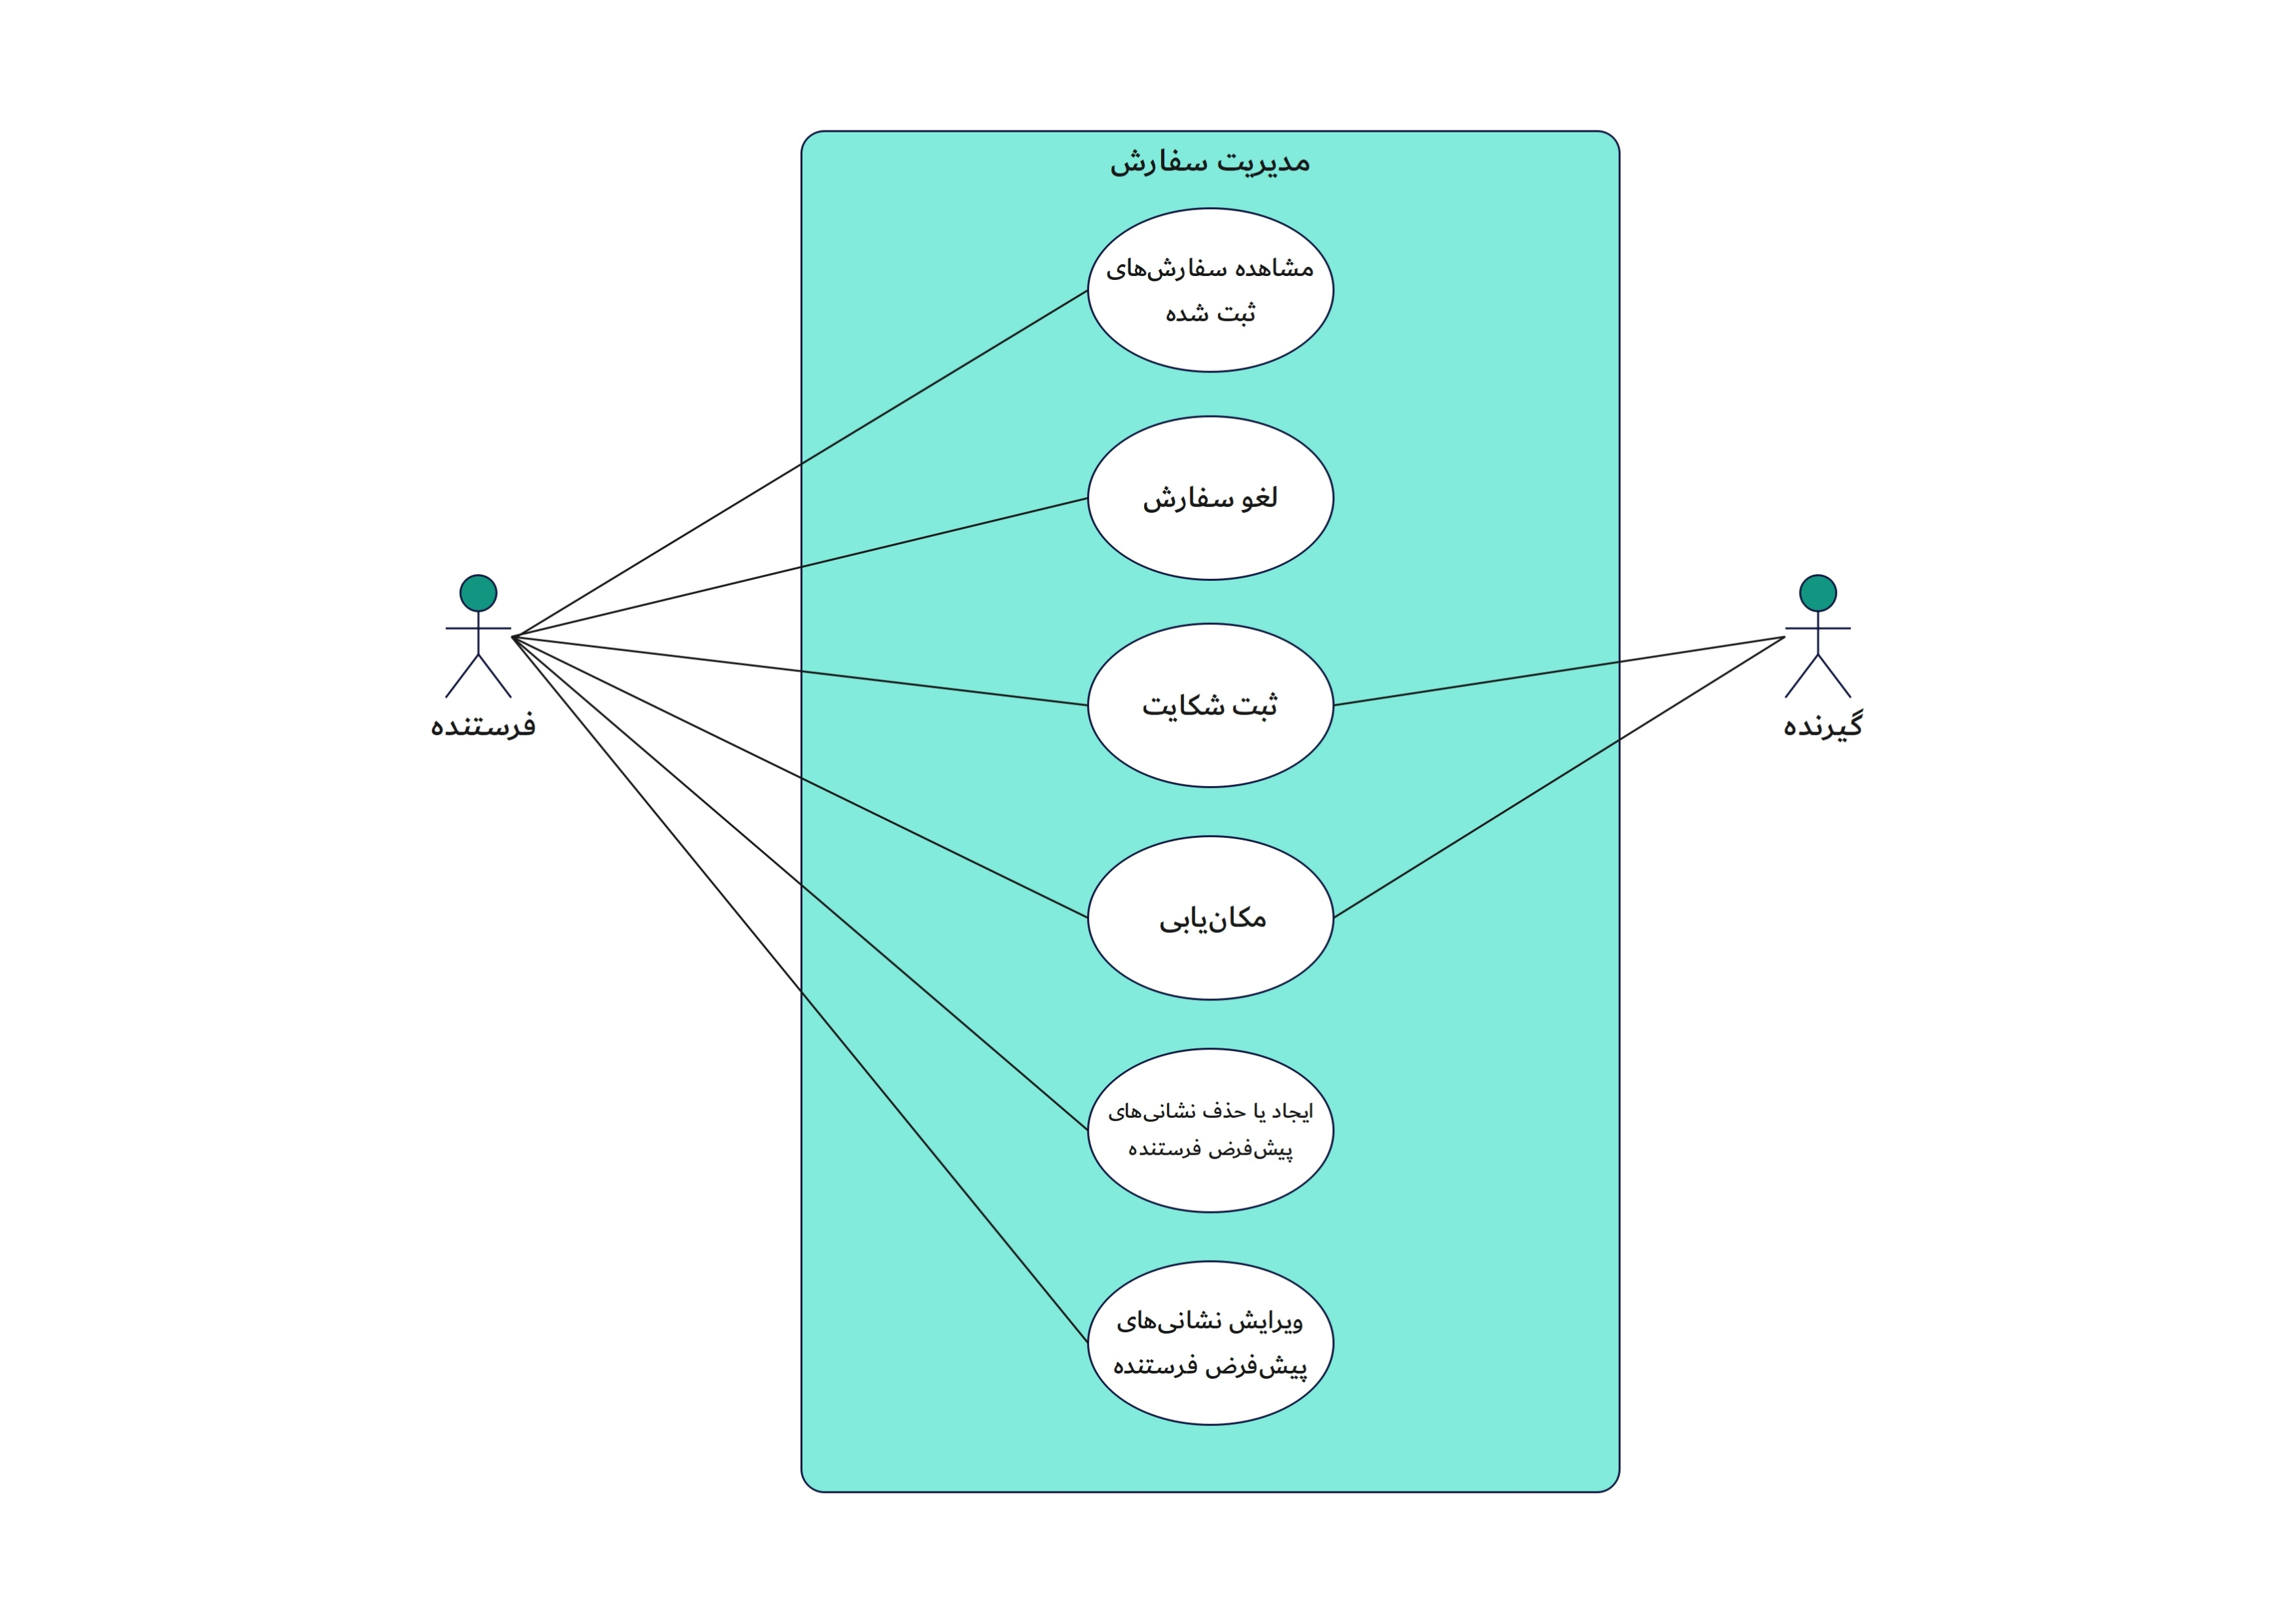 مدیریت سفارش
مشاهده سفارش‌های
ثبت شده
لغو سفارش
ثبت شکایت
مکان‌یابی
ایجاد یا حذف نشانی‌های
پیش‌فرض فرستنده
ویرایش نشانی‌های
پیش‌فرض فرستنده
گیرنده
فرستنده